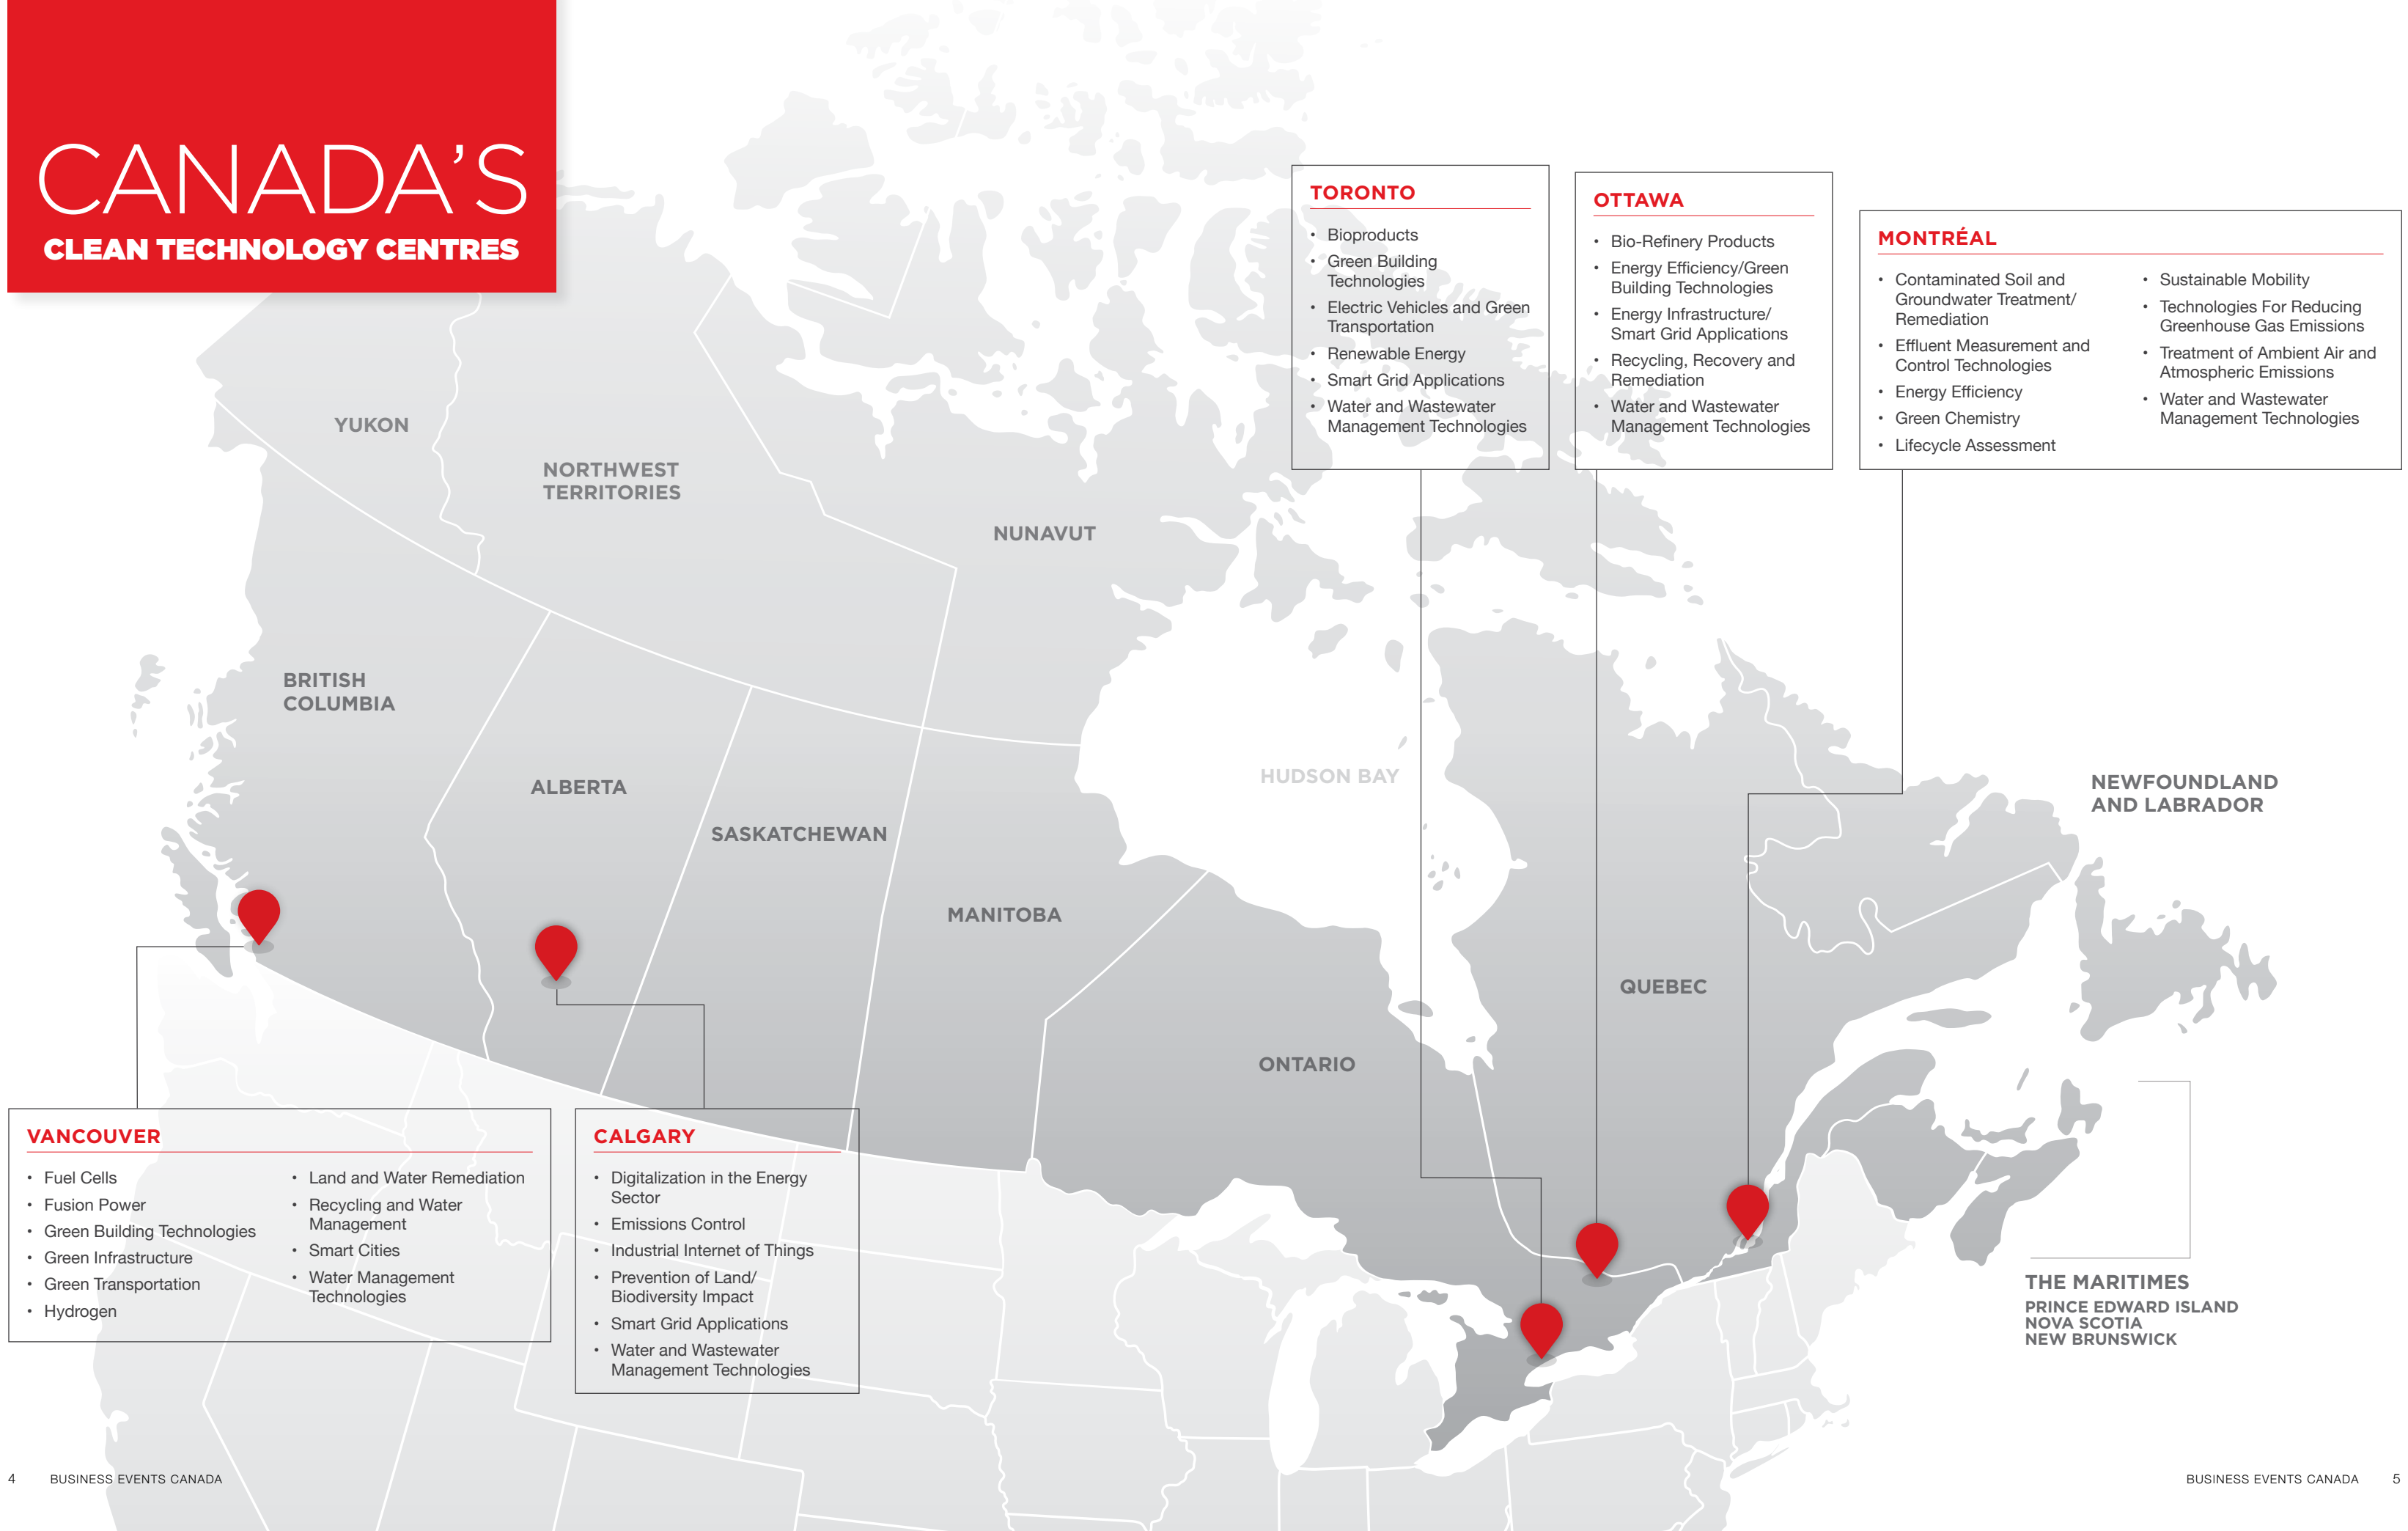 CANADA'S
CLEAN TECHNOLOGY CENTRES
TORONTO
• Bioproducts
• Green Building
Technologies
• Electric Vehicles and Green
Transportation
• Renewable Energy
• Smart Grid Applications
• Water and Wastewater
Management Technologies
OTTAWA
• Bio-Refinery Products
• Energy Efficiency/Green
Building Technologies
• Energy Infrastructure/
Smart Grid Applications
• Recycling, Recovery and
Remediation
• Water and Wastewater
Management Technologies
MONTRÉAL
• Contaminated Soil and
Groundwater Treatment/
Remediation
• Effluent Measurement and
Control Technologies
• Energy Efficiency
• Green Chemistry
• Lifecycle Assessment
• Sustainable Mobility
• Technologies For Reducing
Greenhouse Gas Emissions
• Treatment of Ambient Air and
Atmospheric Emissions
• Water and Wastewater
Management Technologies
YUKON
NORTHWEST
TERRITORIES
NUNAVUT
BRITISH
COLUMBIA
ALBERTA
SASKATCHEWAN
MANITOBA
HUDSON BAY
ONTARIO
QUEBEC
NEWFOUNDLAND
AND LABRADOR
THE MARITIMES
PRINCE EDWARD ISLAND
NOVA SCOTIA
NEW BRUNSWICK
VANCOUVER
• Fuel Cells
• Fusion Power
• Green Building Technologies
• Green Infrastructure
• Green Transportation
• Hydrogen
• Land and Water Remediation
• Recycling and Water
Management
• Smart Cities
• Water Management
Technologies
CALGARY
• Digitalization in the Energy
Sector
• Emissions Control
• Industrial Internet of Things
• Prevention of Land/
Biodiversity Impact
• Smart Grid Applications
• Water and Wastewater
Management Technologies
4 BUSINESS EVENTS CANADA
BUSINESS EVENTS CANADA 5